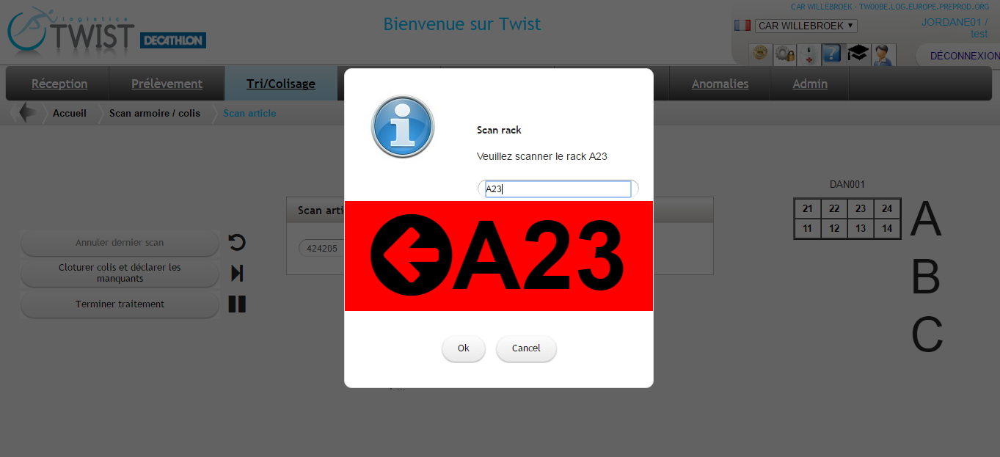 CAR WILLEBROEK - TW00BE.LOG.EUROPE.PREPROD.ORG
logistics
TWIST
DECATHLON
Bienvenue sur Twist
CAR WILLEBROEK
JORDANE01 /
test
DÉCONNEXION
Réception
Prélèvement
Tri/Colisage
Anomalies
Admin
Accueil
Scan armoire / colis
Scan article
Scan rack
Veuillez scanner le rack A23
A23
A23
Ok
Cancel
Scan arti
424205
Annuler dernier scan
Cloturer colis et déclarer les
manquants
Terminer traitement
DAN001
21 22 23 24
11 12 13 14
A
B
C